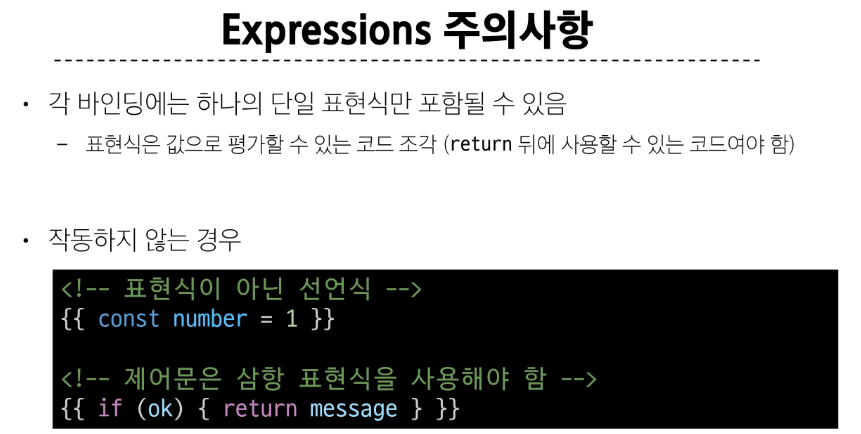 Expressions 주의사항
• 각 바인딩에는 하나의 단일 표현식만 포함될 수 있음
– 표현식은 값으로 평가할 수 있는 코드 조각 (return 뒤에 사용할 수 있는 코드여야 함)
• 작동하지 않는 경우
<!-- 표현식이 아닌 선언식 -->
{{ const number = 1 }}
<!-- 제어문은 삼항 표현식을 사용해야 함 -->
{{ if (ok) { return message } }}